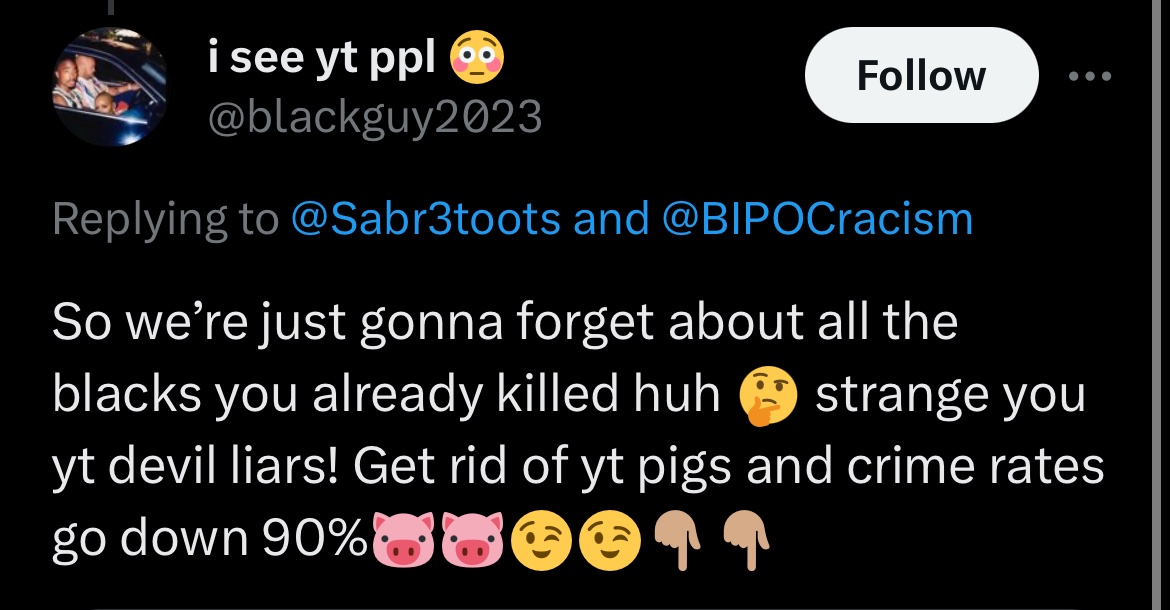 i see yt ppl 😳
@blackguy2023
Follow
Replying to @Sabr3toots and @BIPOCracism
So we’re just gonna forget about all the
blacks you already killed huh 🤔 strange you
yt devil liars! Get rid of yt pigs and crime rates
go down 90%🐷🐷😉😉👇🏽👇🏽